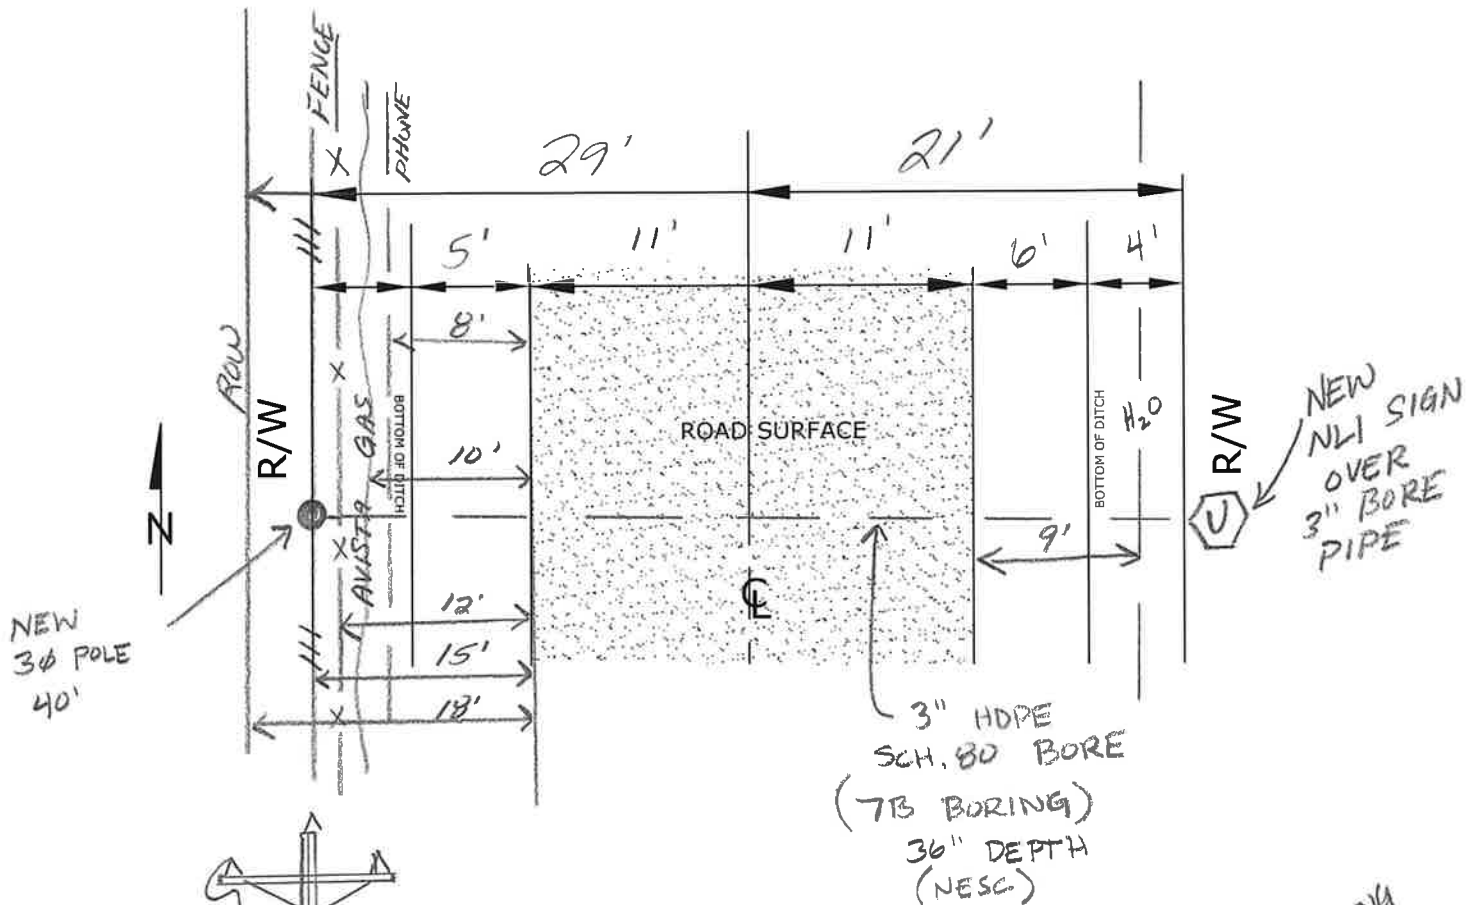 FENCE
PHONE
29'
21'
5'
11'
11'
6'
4'
8'
ROW
R/W
AVISTA GAS
BOTTOM OF DITCH
10'
ROAD SURFACE
BOTTOM OF DITCH
H₂O
R/W
NEW
NLI SIGN
OVER
3" BORE
PIPE
U
N
9'
CL
12'
15'
18'
NEW
3φ POLE
40'
3" HDPE
SCH. 80 BORE
(7B BORING)
36" DEPTH
(NESC)